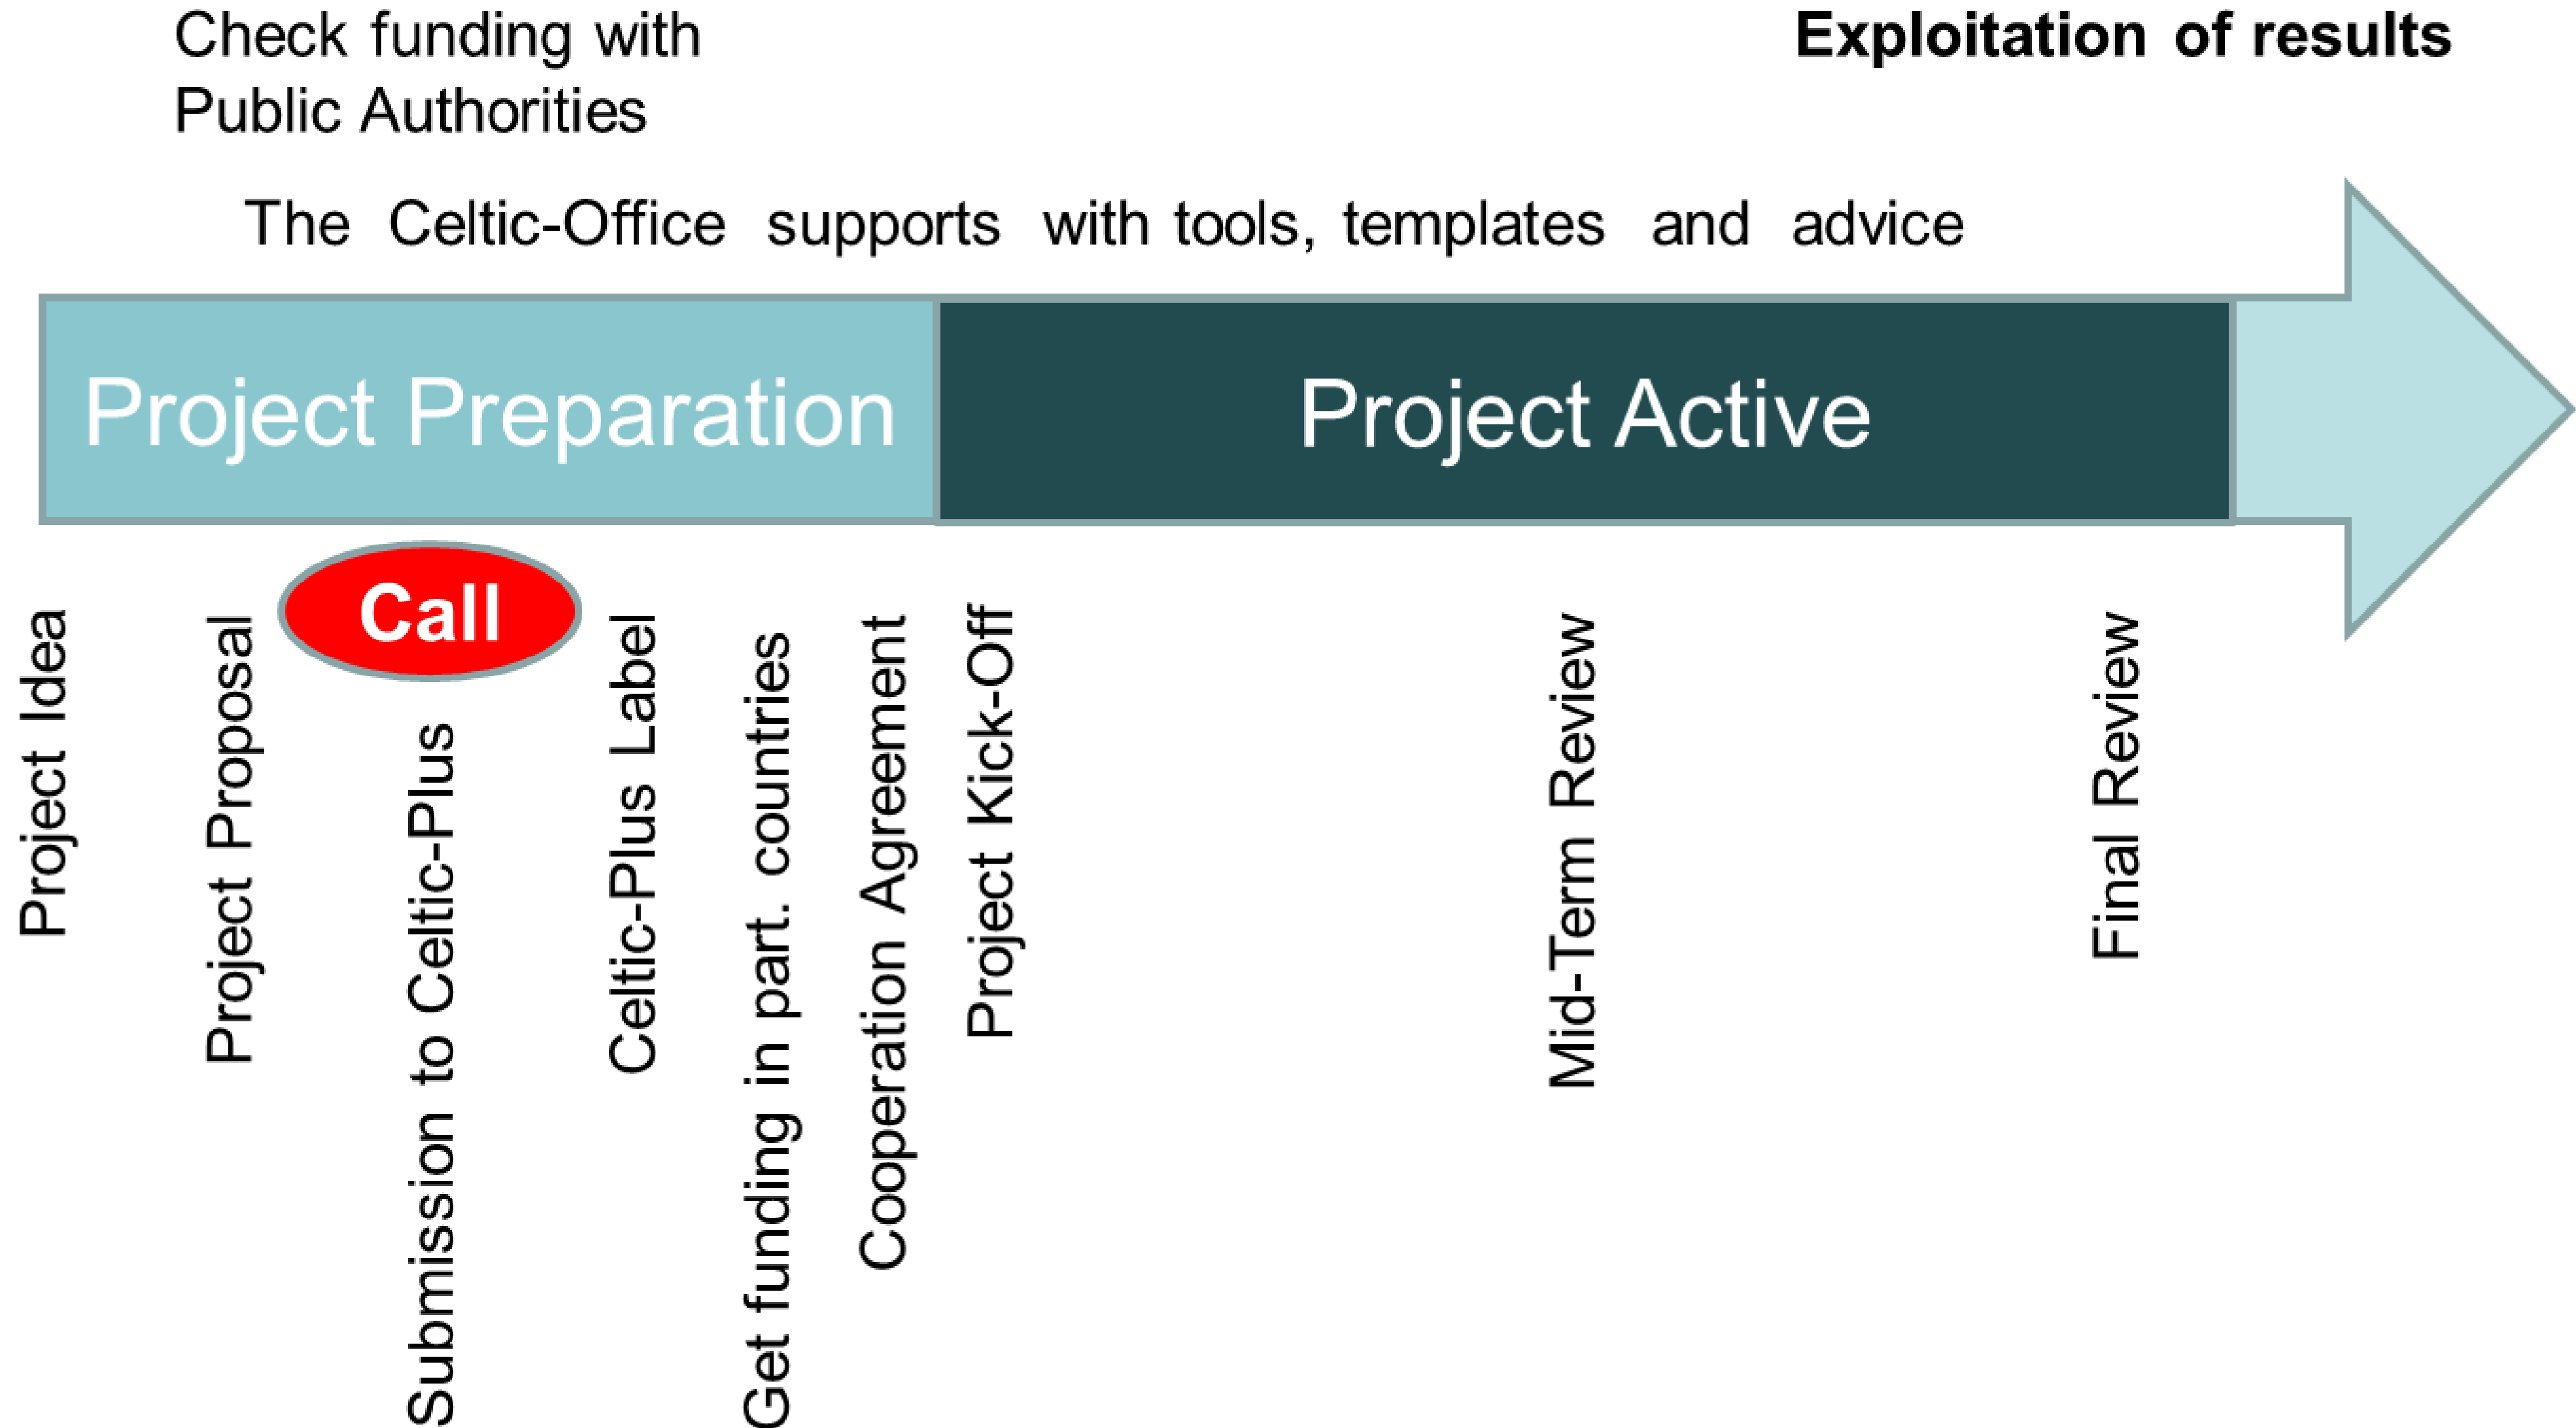 Check funding with
Public Authorities
Exploitation of results
The Celtic-Office supports with tools, templates and advice
Project Preparation
Project Active
Call
Project Idea
Project Proposal
Submission to Celtic-Plus
Celtic-Plus Label
Get funding in part. countries
Cooperation Agreement
Project Kick-Off
Mid-Term Review
Final Review